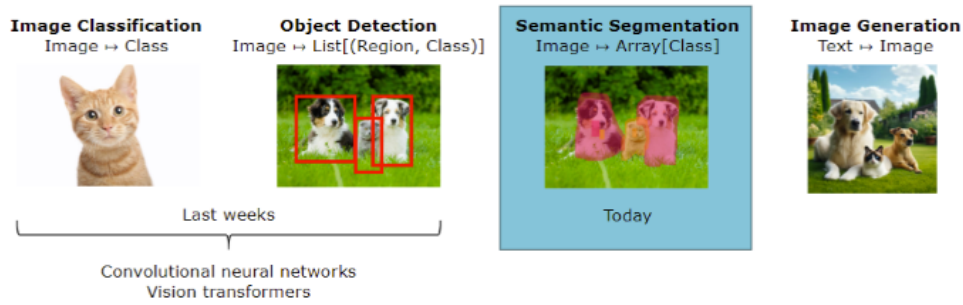 Image Classification
Image ↦ Class
Object Detection
Image ↦ List[(Region, Class)]
Semantic Segmentation
Image ↦ Array[Class]
Image Generation
Text ↦ Image
Last weeks
Today
Convolutional neural networks
Vision transformers